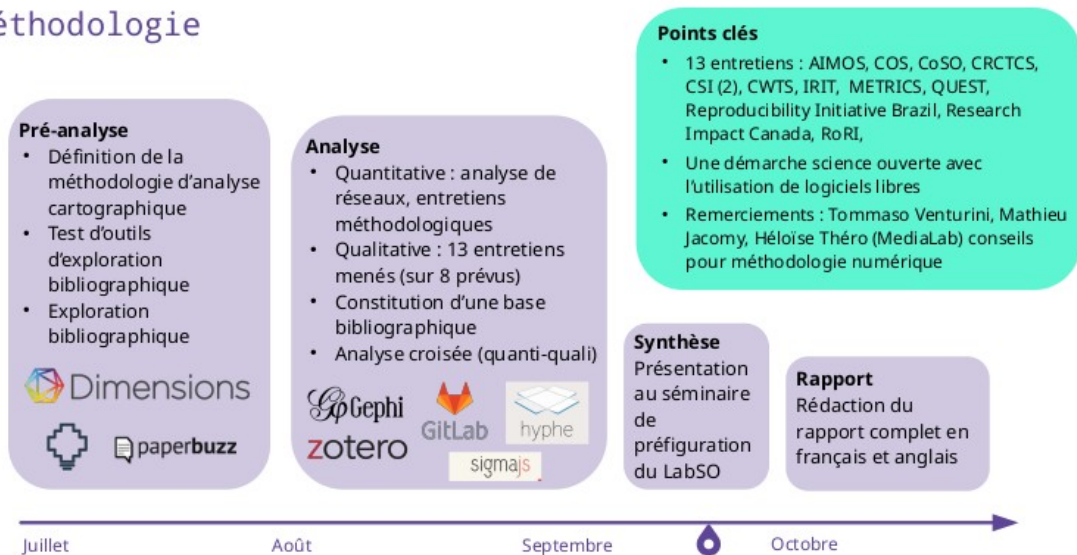 éthodologie
Pré-analyse
• Définition de la
méthodologie d'analyse
cartographique
• Test d'outils
d'exploration
bibliographique
• Exploration
bibliographique
Dimensions
paperbuzz
Analyse
• Quantitative : analyse de
réseaux, entretiens
méthodologiques
• Qualitative : 13 entretiens
menés (sur 8 prévus)
• Constitution d'une base
bibliographique
• Analyse croisée (quanti-quali)
Gephi
GitLab
hyphe
zotero
sigmajs
Points clés
• 13 entretiens : AIMOS, COS, CoSO, CRCTCS,
CSI (2), CWTS, IRIT, METRICS, QUEST,
Reproducibility Initiative Brazil, Research
Impact Canada, RoRI,
• Une démarche science ouverte avec
l'utilisation de logiciels libres
• Remerciements : Tommaso Venturini, Mathieu
Jacomy, Héloïse Théro (MediaLab) conseils
pour méthodologie numérique
Synthèse
Présentation
au séminaire
de
préfiguration
du LabSO
Rapport
Rédaction du
rapport complet en
français et anglais
Juillet
Août
Septembre
Octobre